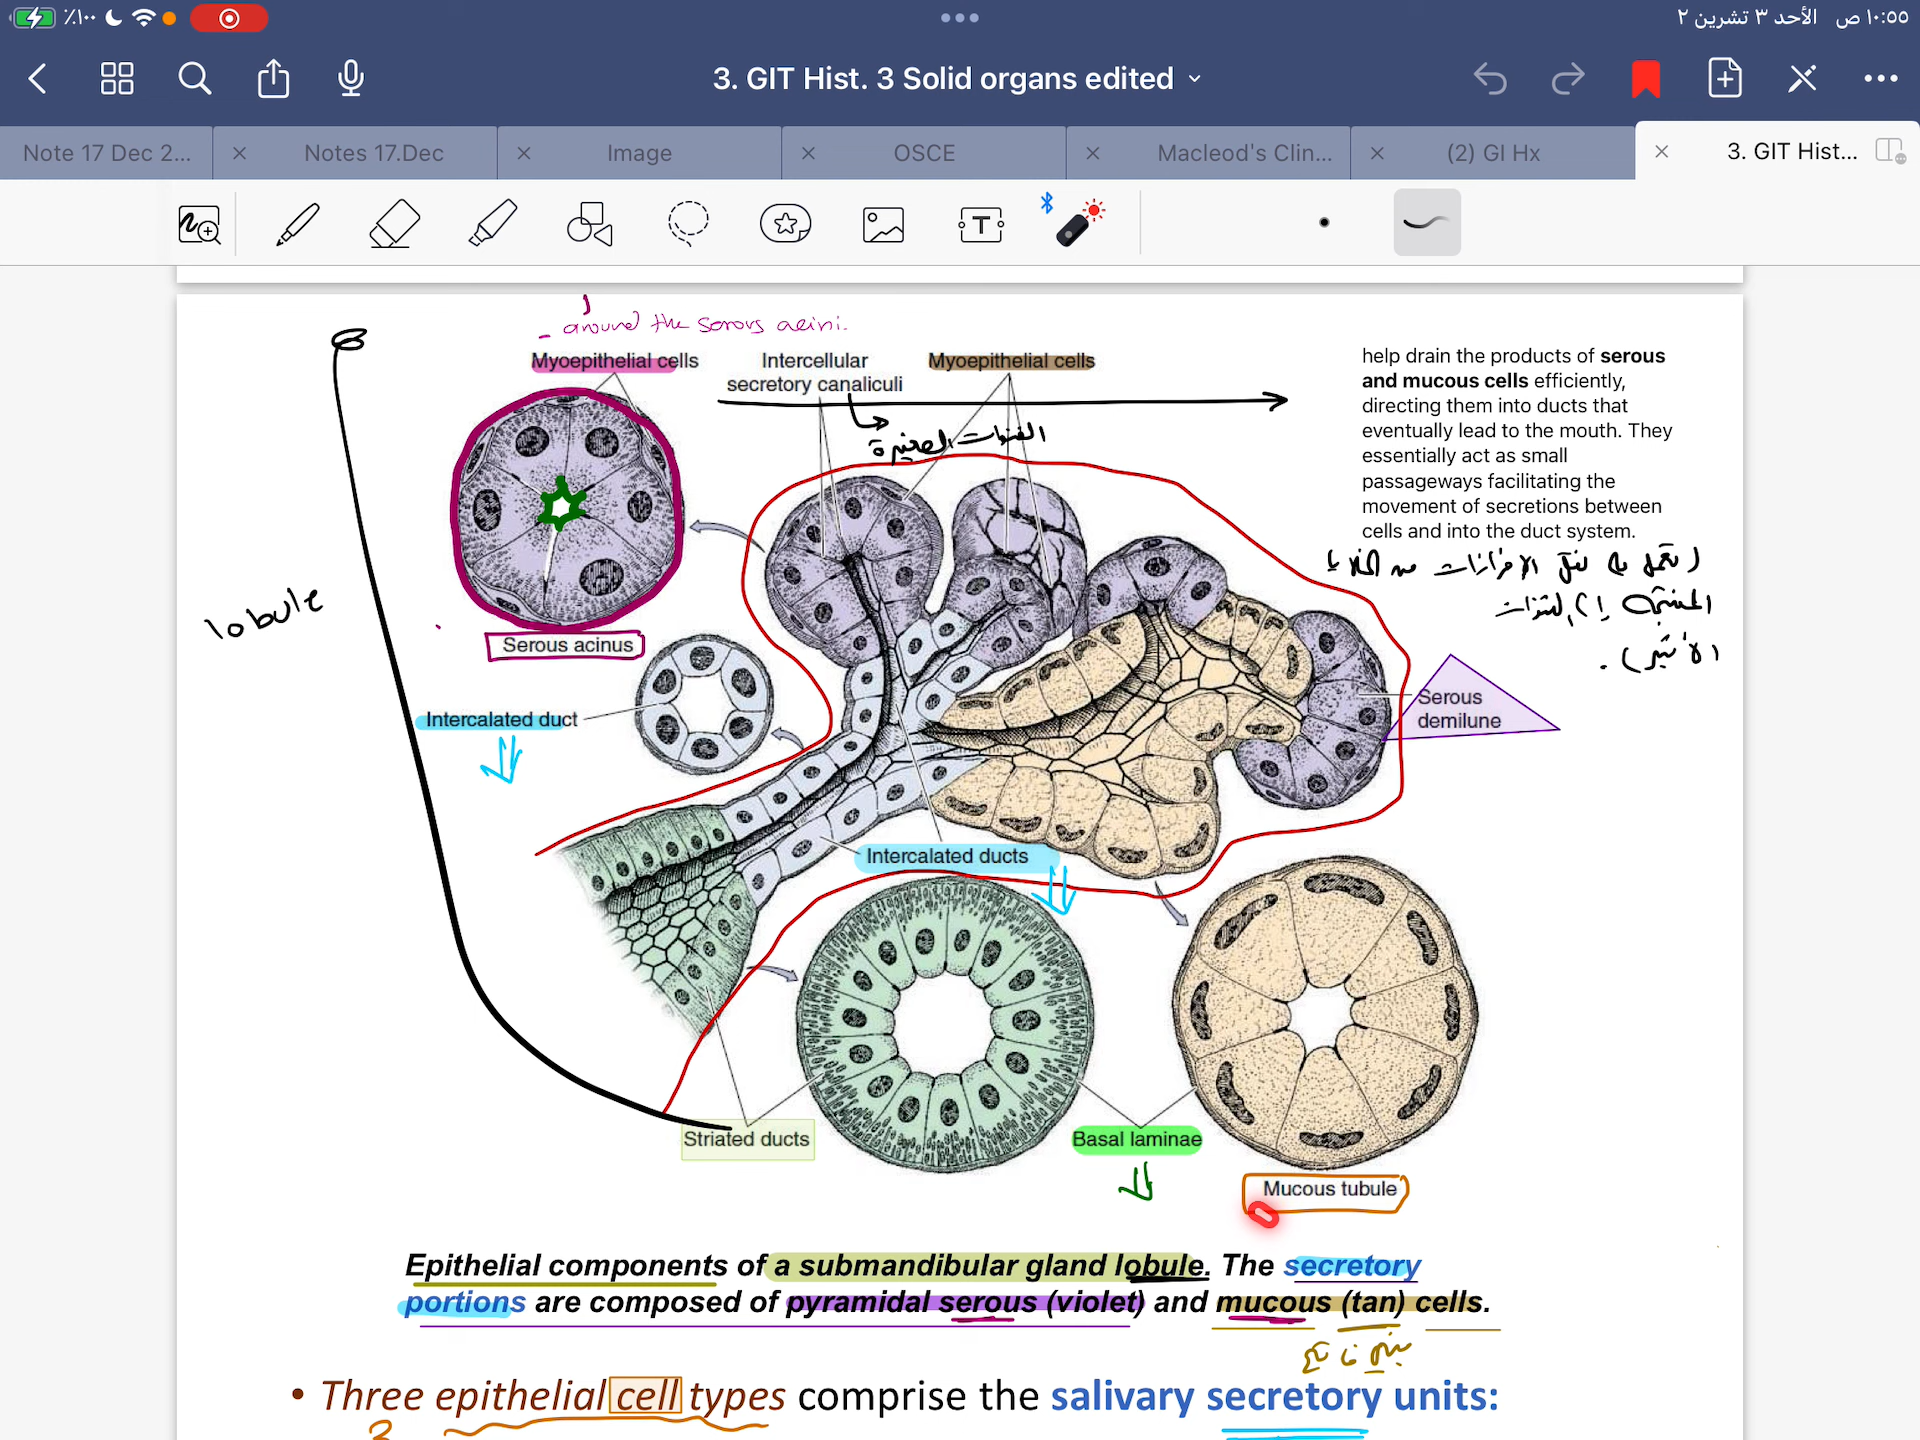 ٪١٠٠
١٠:٥٥ ص الأحد ٣ تشرين ٢
3. GIT Hist. 3 Solid organs edited
Note 17 Dec 2...
Notes 17.Dec
Image
OSCE
Macleod's Clin...
(2) GI Hx
3. GIT Hist...
- around the serous acini.
Myoepithelial cells
Intercellular
secretory canaliculi
Myoepithelial cells
القنوات الصغيرة
help drain the products of serous
and mucous cells efficiently,
directing them into ducts that
eventually lead to the mouth. They
essentially act as small
passageways facilitating the
movement of secretions between
cells and into the duct system.
lobule
Serous acinus
Intercalated duct
Serous
demilune
Intercalated ducts
Striated ducts
Basal laminae
Mucous tubule
Epithelial components of a submandibular gland lobule. The secretory
portions are composed of pyramidal serous (violet) and mucous (tan) cells.
• Three epithelial cell types comprise the salivary secretory units:
3